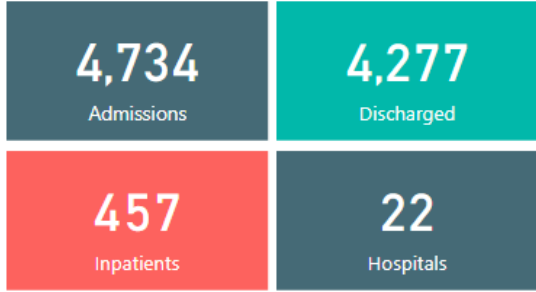 4,734
Admissions
4,277
Discharged
457
Inpatients
22
Hospitals